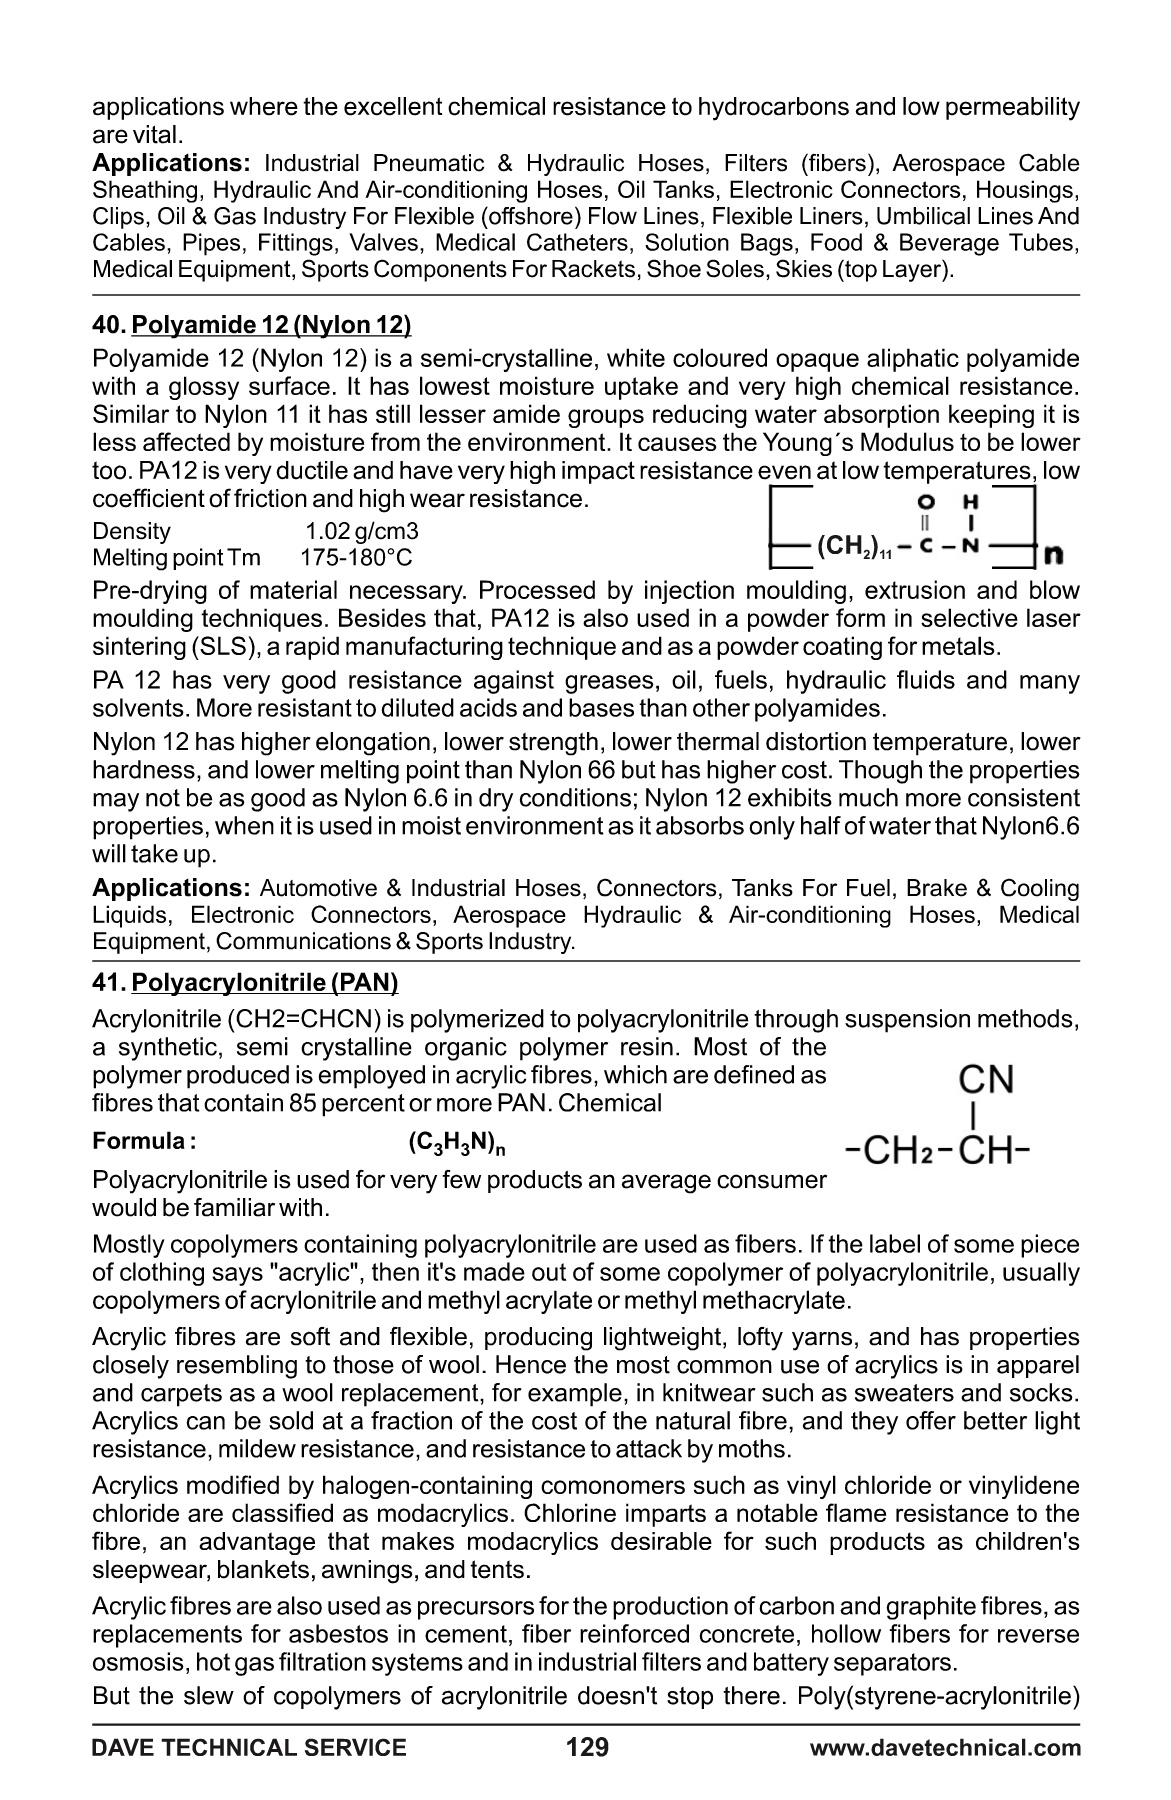 applications where the excellent chemical resistance to hydrocarbons and low permeability
are vital.
Applications: Industrial Pneumatic & Hydraulic Hoses, Filters (fibers), Aerospace Cable
Sheathing, Hydraulic And Air-conditioning Hoses, Oil Tanks, Electronic Connectors, Housings,
Clips, Oil & Gas Industry For Flexible (offshore) Flow Lines, Flexible Liners, Umbilical Lines And
Cables, Pipes, Fittings, Valves, Medical Catheters, Solution Bags, Food & Beverage Tubes,
Medical Equipment, Sports Components For Rackets, Shoe Soles, Skies (top Layer).
40. Polyamide 12 (Nylon 12)
Polyamide 12 (Nylon 12) is a semi-crystalline, white coloured opaque aliphatic polyamide
with a glossy surface. It has lowest moisture uptake and very high chemical resistance.
Similar to Nylon 11 it has still lesser amide groups reducing water absorption keeping it is
less affected by moisture from the environment. It causes the Young´s Modulus to be lower
too. PA12 is very ductile and have very high impact resistance even at low temperatures, low
coefficient of friction and high wear resistance.
O H
|| |
(CH₂)₁₁ – C – N
n
Density 1.02 g/cm3
Melting point Tm 175-180°C
Pre-drying of material necessary. Processed by injection moulding, extrusion and blow
moulding techniques. Besides that, PA12 is also used in a powder form in selective laser
sintering (SLS), a rapid manufacturing technique and as a powder coating for metals.
PA 12 has very good resistance against greases, oil, fuels, hydraulic fluids and many
solvents. More resistant to diluted acids and bases than other polyamides.
Nylon 12 has higher elongation, lower strength, lower thermal distortion temperature, lower
hardness, and lower melting point than Nylon 66 but has higher cost. Though the properties
may not be as good as Nylon 6.6 in dry conditions; Nylon 12 exhibits much more consistent
properties, when it is used in moist environment as it absorbs only half of water that Nylon6.6
will take up.
Applications: Automotive & Industrial Hoses, Connectors, Tanks For Fuel, Brake & Cooling
Liquids, Electronic Connectors, Aerospace Hydraulic & Air-conditioning Hoses, Medical
Equipment, Communications & Sports Industry.
41. Polyacrylonitrile (PAN)
Acrylonitrile (CH2=CHCN) is polymerized to polyacrylonitrile through suspension methods,
a synthetic, semi crystalline organic polymer resin. Most of the
polymer produced is employed in acrylic fibres, which are defined as
fibres that contain 85 percent or more PAN. Chemical
Formula : (C₃H₃N)ₙ
CN
|
-CH₂-CH-
Polyacrylonitrile is used for very few products an average consumer
would be familiar with.
Mostly copolymers containing polyacrylonitrile are used as fibers. If the label of some piece
of clothing says "acrylic", then it's made out of some copolymer of polyacrylonitrile, usually
copolymers of acrylonitrile and methyl acrylate or methyl methacrylate.
Acrylic fibres are soft and flexible, producing lightweight, lofty yarns, and has properties
closely resembling to those of wool. Hence the most common use of acrylics is in apparel
and carpets as a wool replacement, for example, in knitwear such as sweaters and socks.
Acrylics can be sold at a fraction of the cost of the natural fibre, and they offer better light
resistance, mildew resistance, and resistance to attack by moths.
Acrylics modified by halogen-containing comonomers such as vinyl chloride or vinylidene
chloride are classified as modacrylics. Chlorine imparts a notable flame resistance to the
fibre, an advantage that makes modacrylics desirable for such products as children's
sleepwear, blankets, awnings, and tents.
Acrylic fibres are also used as precursors for the production of carbon and graphite fibres, as
replacements for asbestos in cement, fiber reinforced concrete, hollow fibers for reverse
osmosis, hot gas filtration systems and in industrial filters and battery separators.
But the slew of copolymers of acrylonitrile doesn't stop there. Poly(styrene-acrylonitrile)
DAVE TECHNICAL SERVICE 129 www.davetechnical.com